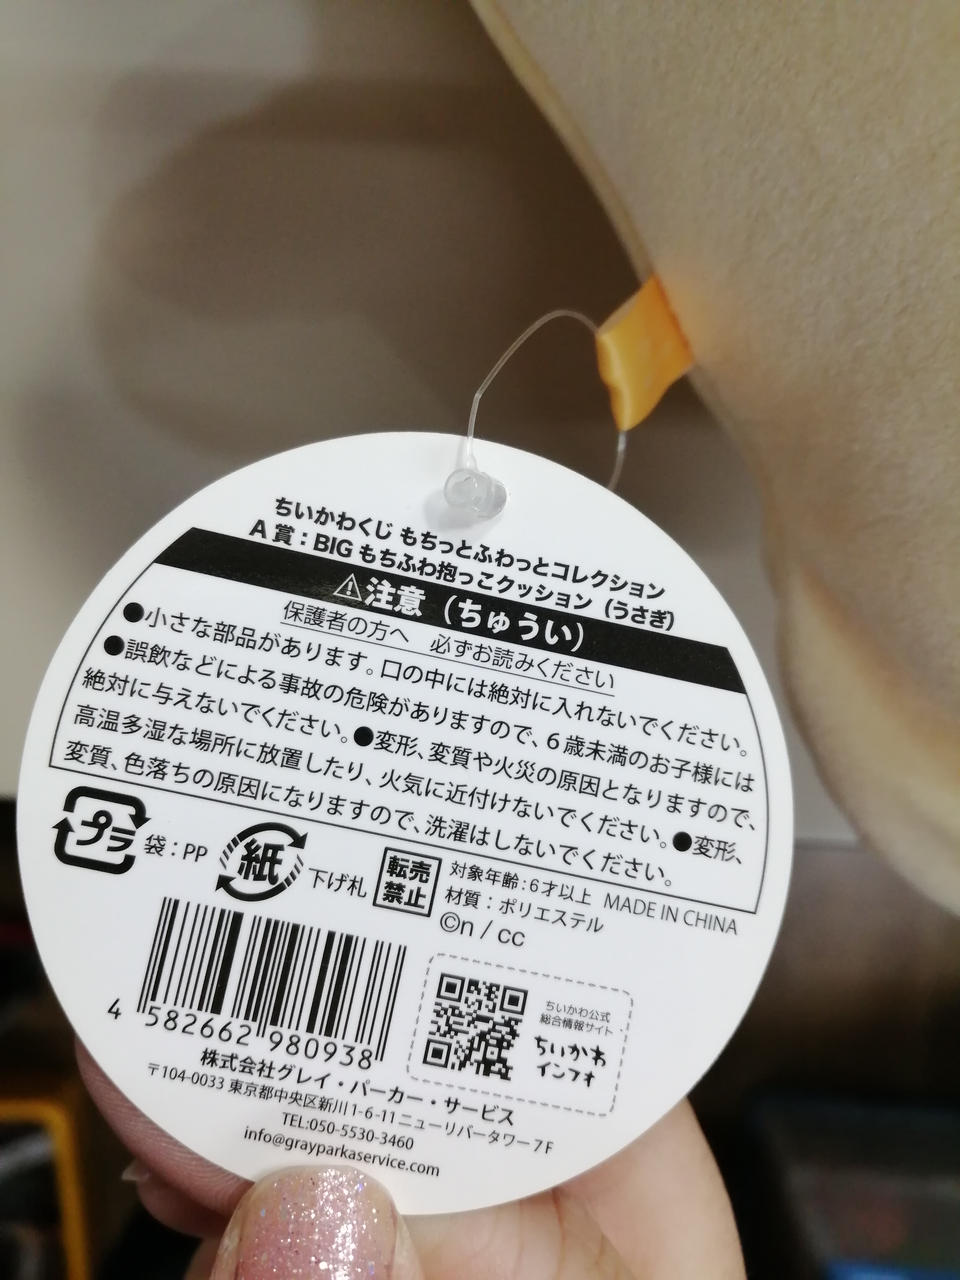 ちいかわくじ もちっとふわっとコレクション
A賞：BIG もちふわ抱っこクッション（うさぎ）
⚠注意（ちゅうい）
保護者の方へ　必ずお読みください
●小さな部品があります。口の中には絶対に入れないでください。
●誤飲などによる事故の危険がありますので、６歳未満のお子様には
絶対に与えないでください。●変形、変質や火災の原因となりますので、
高温多湿な場所に放置したり、火気に近付けないでください。●変形、
変質、色落ちの原因になりますので、洗濯はしないでください。
プラ
袋：PP
紙
下げ札
転売
禁止
対象年齢：6才以上
材質：ポリエステル
MADE IN CHINA
©n / cc
4 582662 980938
ちいかわ公式
総合情報サイト
ちいかわ
インフォ
株式会社グレイ・パーカー・サービス
〒104-0033 東京都中央区新川1-6-11 ニューリバータワー7F
TEL:050-5530-3460
info@grayparkaservice.com